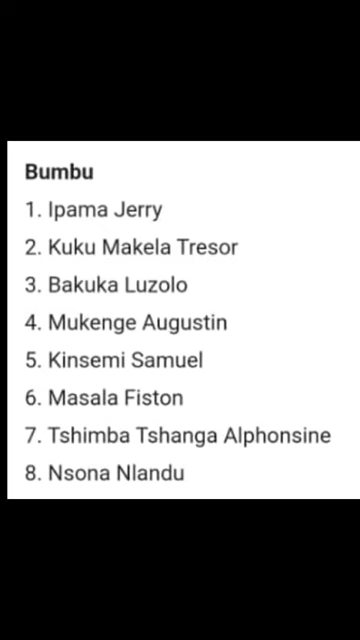 Bumbu
1. Ipama Jerry
2. Kuku Makela Tresor
3. Bakuka Luzolo
4. Mukenge Augustin
5. Kinsemi Samuel
6. Masala Fiston
7. Tshimba Tshanga Alphonsine
8. Nsona Nlandu